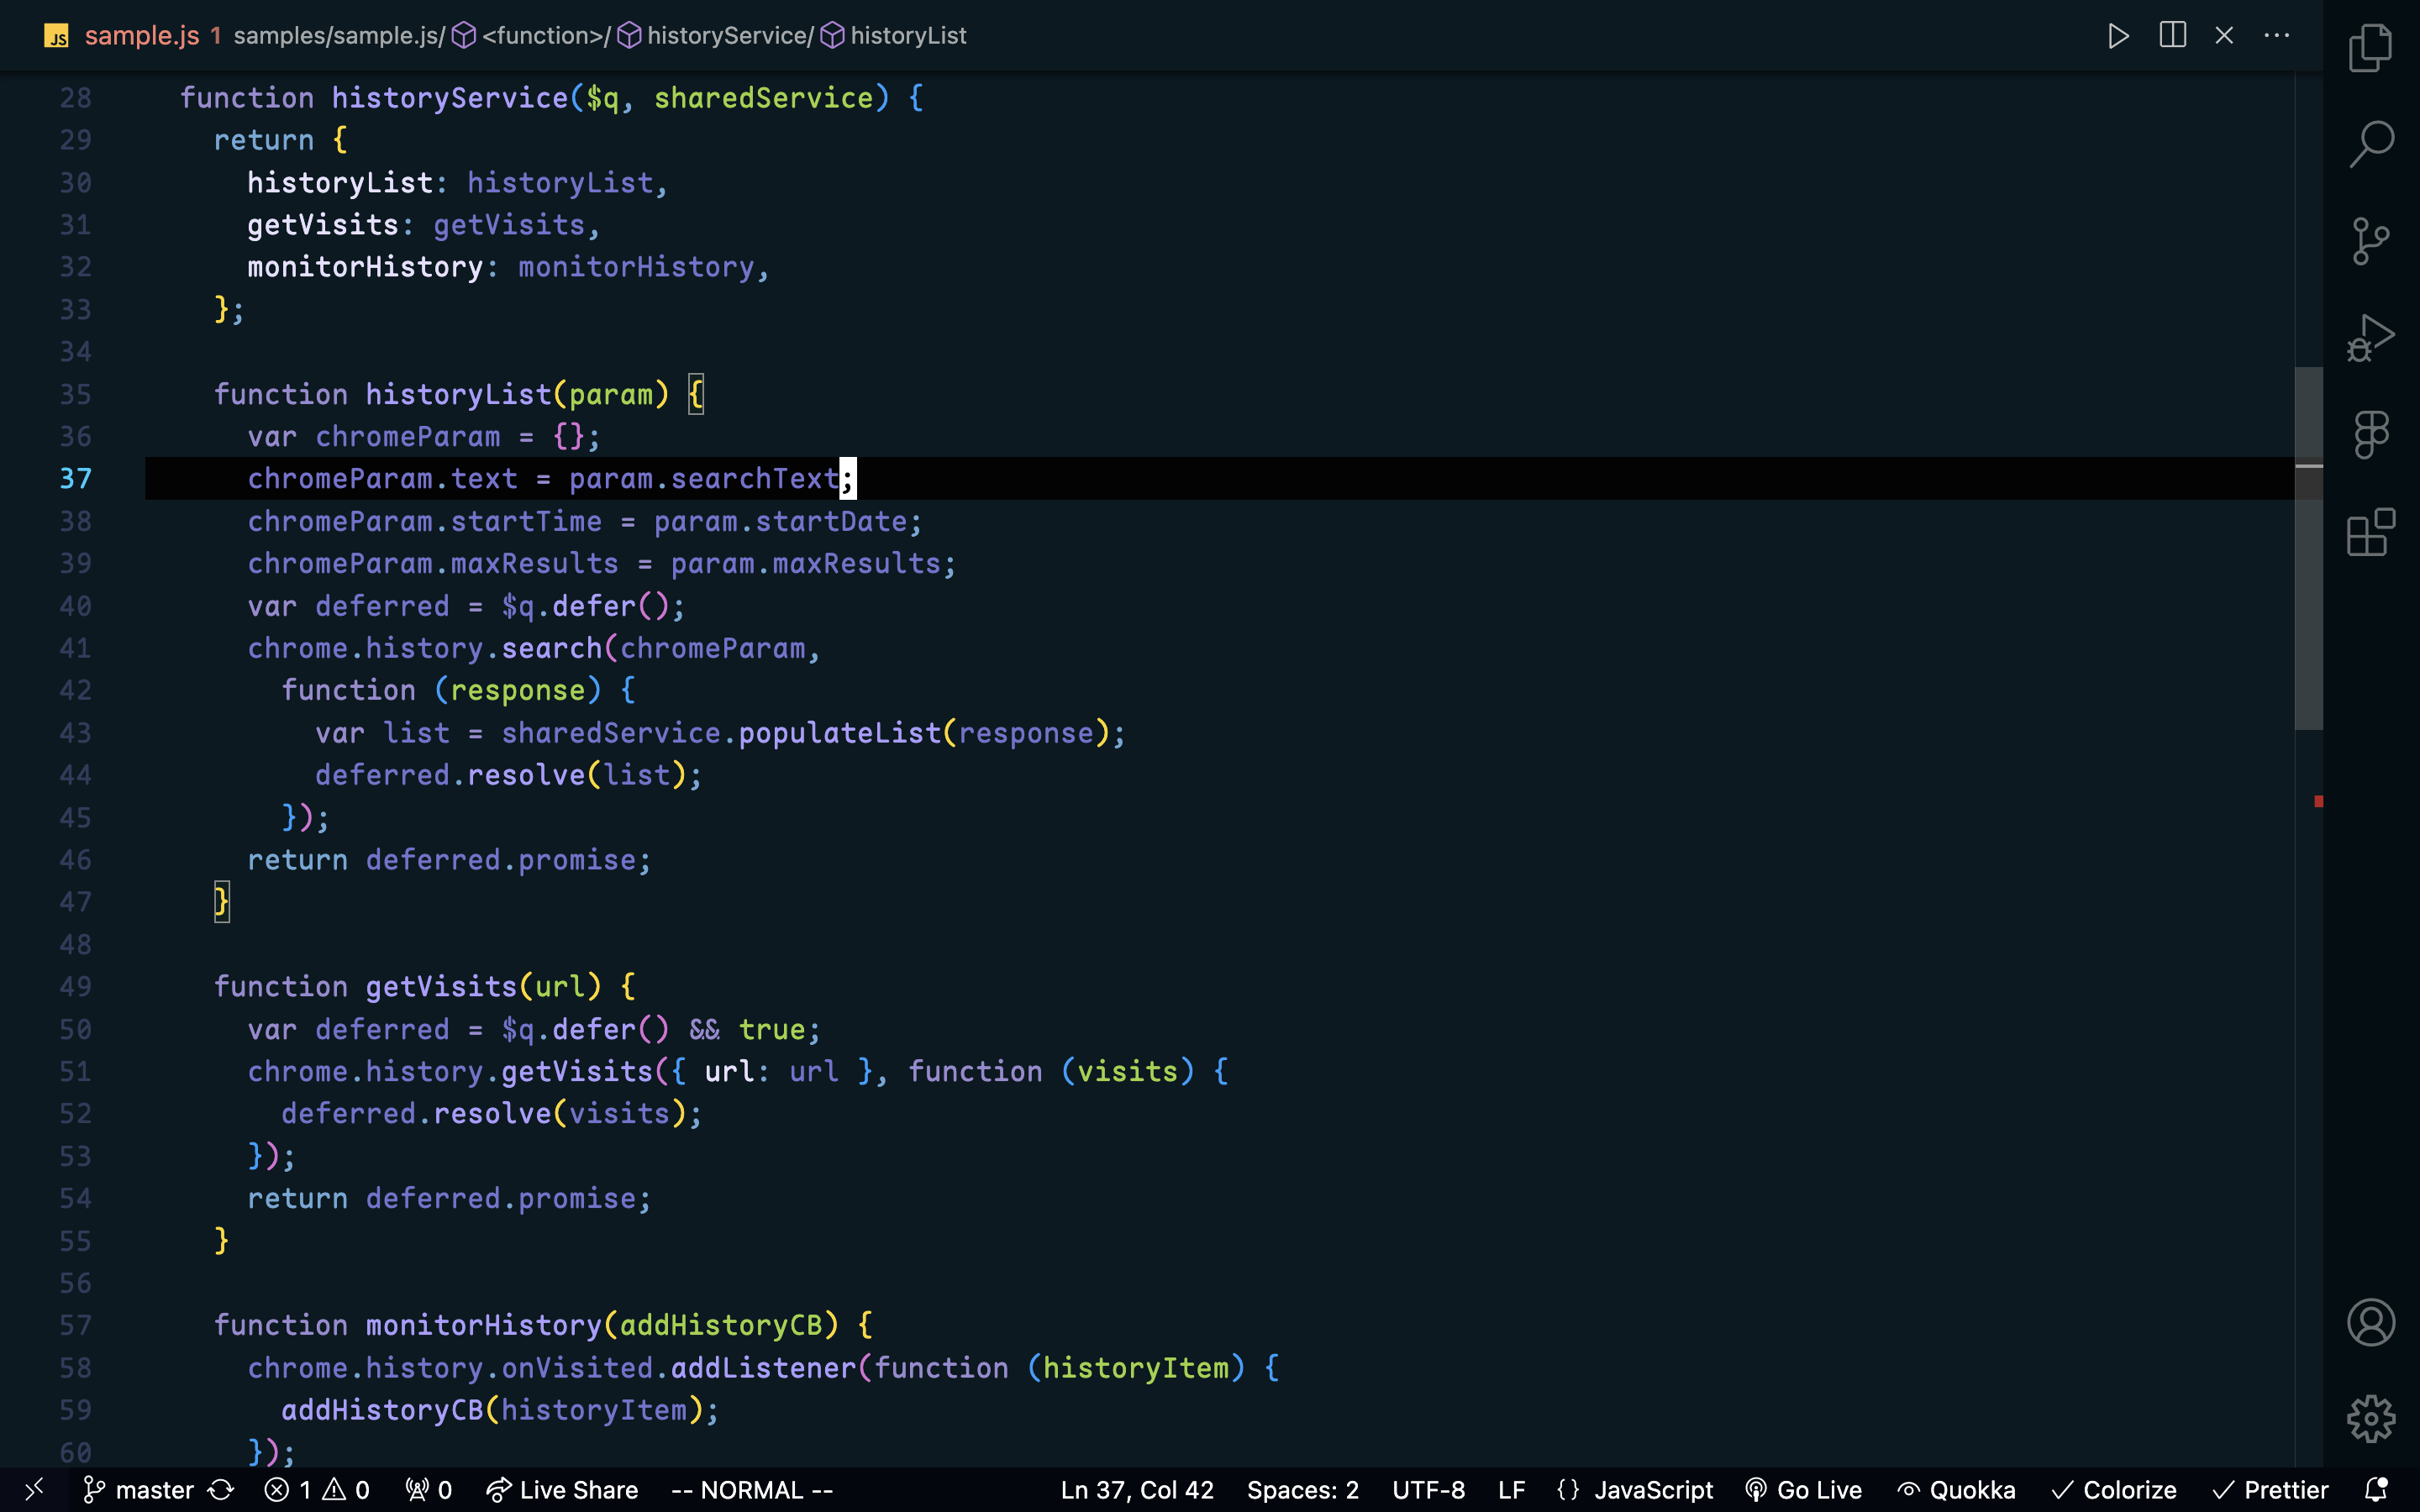 JS sample.js 1 samples/sample.js/ <function>/ historyService/ historyList
28 function historyService($q, sharedService) {
29 return {
30 historyList: historyList,
31 getVisits: getVisits,
32 monitorHistory: monitorHistory,
33 };
34
35 function historyList(param) {
36 var chromeParam = {};
37 chromeParam.text = param.searchText;
38 chromeParam.startTime = param.startDate;
39 chromeParam.maxResults = param.maxResults;
40 var deferred = $q.defer();
41 chrome.history.search(chromeParam,
42 function (response) {
43 var list = sharedService.populateList(response);
44 deferred.resolve(list);
45 });
46 return deferred.promise;
47 }
48
49 function getVisits(url) {
50 var deferred = $q.defer() && true;
51 chrome.history.getVisits({ url: url }, function (visits) {
52 deferred.resolve(visits);
53 });
54 return deferred.promise;
55 }
56
57 function monitorHistory(addHistoryCB) {
58 chrome.history.onVisited.addListener(function (historyItem) {
59 addHistoryCB(historyItem);
60 });
master 1 0 0 Live Share -- NORMAL -- Ln 37, Col 42 Spaces: 2 UTF-8 LF {} JavaScript Go Live Quokka Colorize Prettier